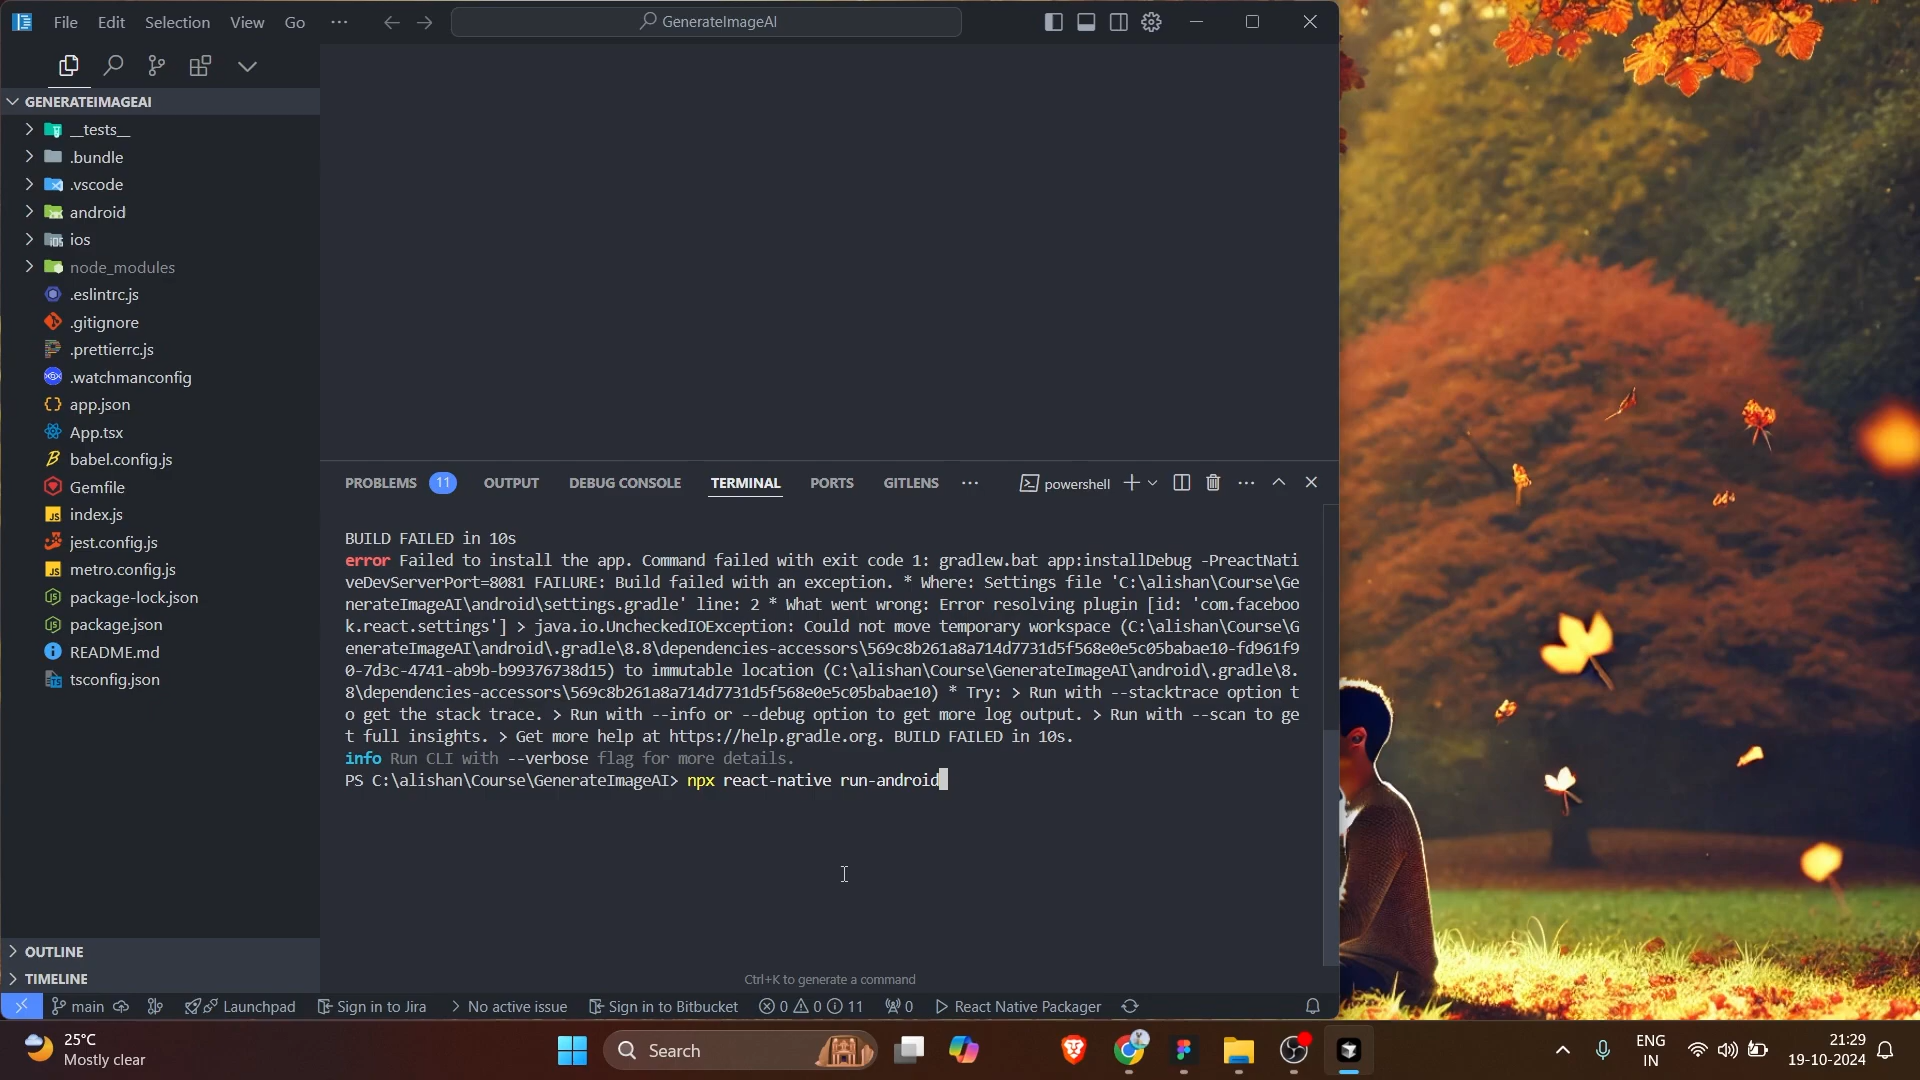 File Edit Selection View Go ···
GenerateImageAI
GENERATEIMAGEAI
__tests__
.bundle
.vscode
android
ios
node_modules
.eslintrc.js
.gitignore
.prettierrc.js
.watchmanconfig
app.json
App.tsx
babel.config.js
Gemfile
index.js
jest.config.js
metro.config.js
package-lock.json
package.json
README.md
tsconfig.json
OUTLINE
TIMELINE
PROBLEMS 11 OUTPUT DEBUG CONSOLE TERMINAL PORTS GITLENS ··· powershell
BUILD FAILED in 10s
error Failed to install the app. Command failed with exit code 1: gradlew.bat app:installDebug -PreactNati
veDevServerPort=8081 FAILURE: Build failed with an exception. * Where: Settings file 'C:\alishan\Course\Ge
nerateImageAI\android\settings.gradle' line: 2 * What went wrong: Error resolving plugin [id: 'com.faceboo
k.react.settings'] > java.io.UncheckedIOException: Could not move temporary workspace (C:\alishan\Course\G
enerateImageAI\android\.gradle\8.8\dependencies-accessors\569c8b261a8a714d7731d5f568e0e5c05babae10-fd961f9
0-7d3c-4741-ab9b-b99376738d15) to immutable location (C:\alishan\Course\GenerateImageAI\android\.gradle\8.
8\dependencies-accessors\569c8b261a8a714d7731d5f568e0e5c05babae10) * Try: > Run with --stacktrace option t
o get the stack trace. > Run with --info or --debug option to get more log output. > Run with --scan to ge
t full insights. > Get more help at https://help.gradle.org. BUILD FAILED in 10s.
info Run CLI with --verbose flag for more details.
PS C:\alishan\Course\GenerateImageAI> npx react-native run-android
Ctrl+K to generate a command
main Launchpad Sign in to Jira No active issue Sign in to Bitbucket 0 0 11 0 React Native Packager
25°C
Mostly clear
Search
ENG
IN
21:29
19-10-2024